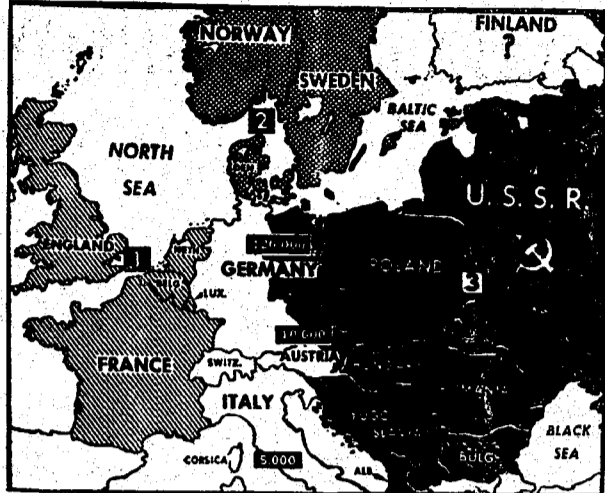 NORWAY
FINLAND
?
SWEDEN
BALTIC
SEA
2
NORTH
SEA
U. S. S. R.
ENGLAND
1
GERMANY
POLAND
3
BELG.
LUX.
FRANCE
SWITZ.
AUSTRIA
ITALY
BLACK
SEA
CORSICA
5,000
ALB.
BULG.